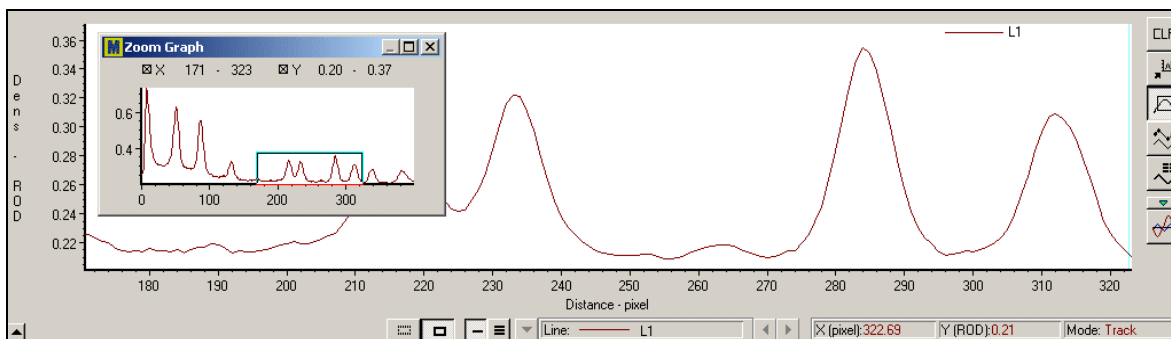 Dens - ROD
0.36
0.34
0.32
0.30
0.28
0.26
0.24
0.22
M Zoom Graph
X 171 - 323 Y 0.20 - 0.37
0.6
0.4
0 100 200 300
L1
180 190 200 210 220 230 240 250 260 270 280 290 300 310 320
Distance - pixel
Line: L1
X (pixel):322.69
Y (ROD):0.21
Mode: Track